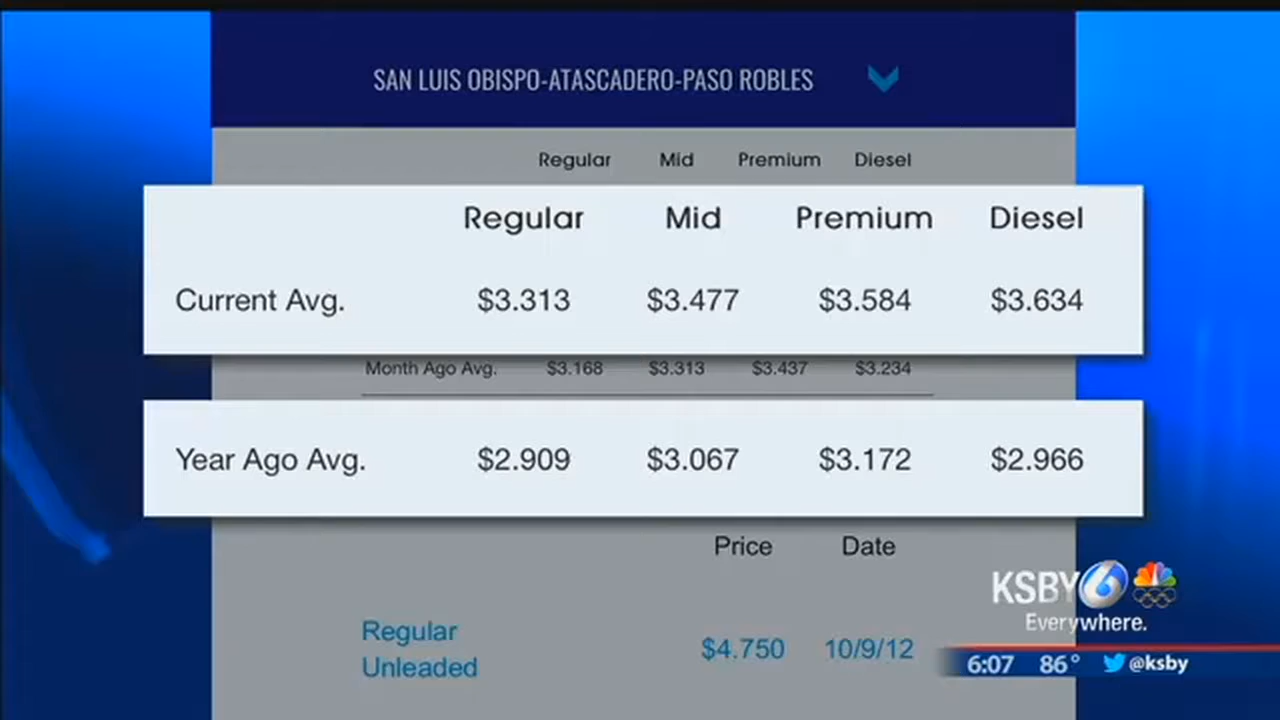 SAN LUIS OBISPO-ATASCADERO-PASO ROBLES
Regular Mid Premium Diesel
Regular Mid Premium Diesel
Current Avg. $3.313 $3.477 $3.584 $3.634
Month Ago Avg. $3.168 $3.313 $3.437 $3.234
Year Ago Avg. $2.909 $3.067 $3.172 $2.966
Price Date
Regular
Unleaded $4.750 10/9/12
KSBY 6
Everywhere.
6:07 86° @ksby